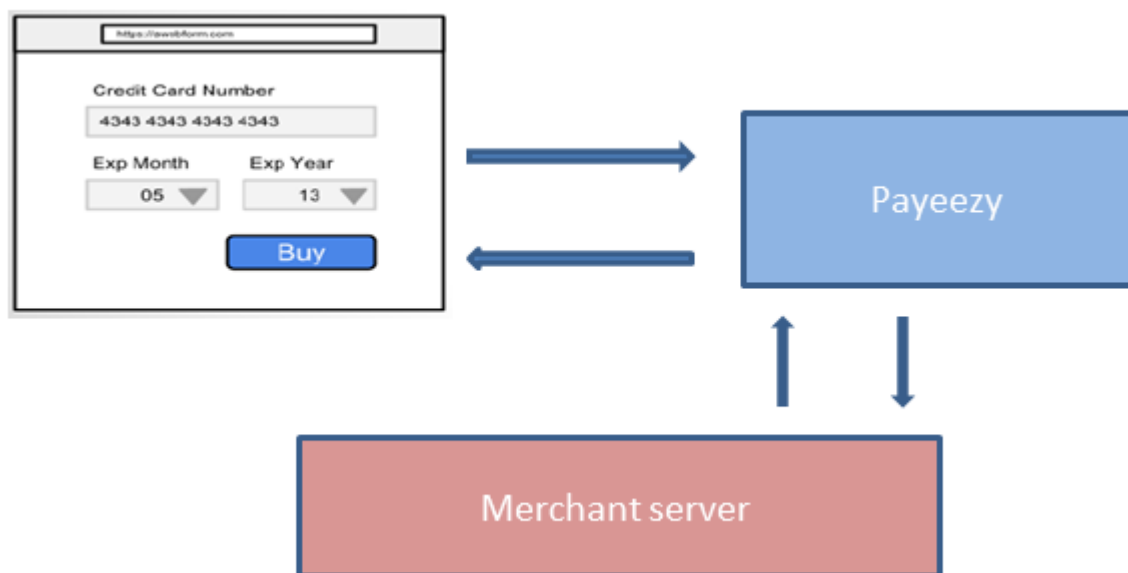 https://awebform.com
Credit Card Number
4343 4343 4343 4343
Exp Month Exp Year
05 13
Buy
Payeezy
Merchant server